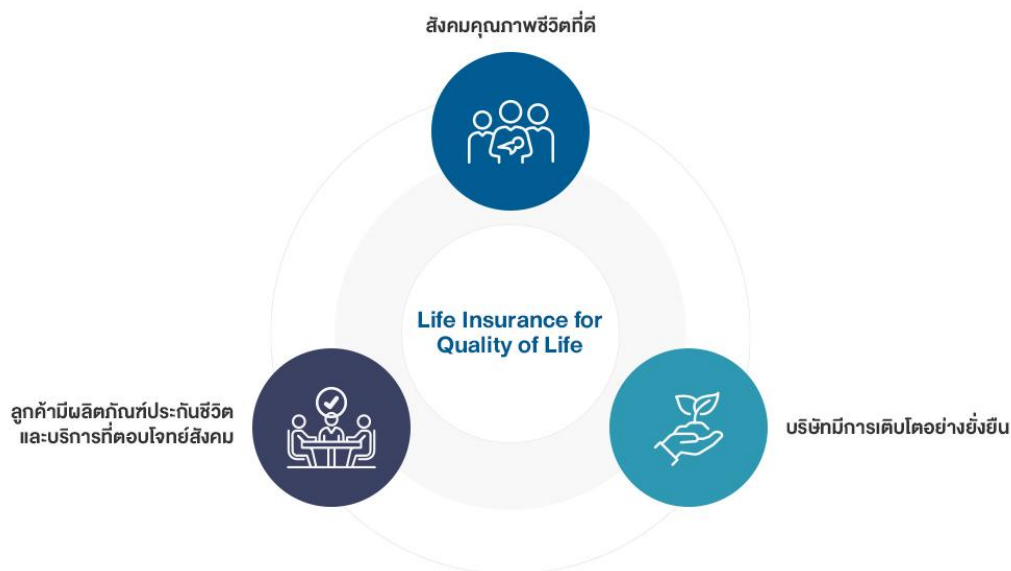 สังคมคุณภาพชีวิตที่ดี
Life Insurance for
Quality of Life
ลูกค้ามีผลิตภัณฑ์ประกันชีวิต
และบริการที่ตอบโจทย์สังคม
บริษัทมีการเติบโตอย่างยั่งยืน